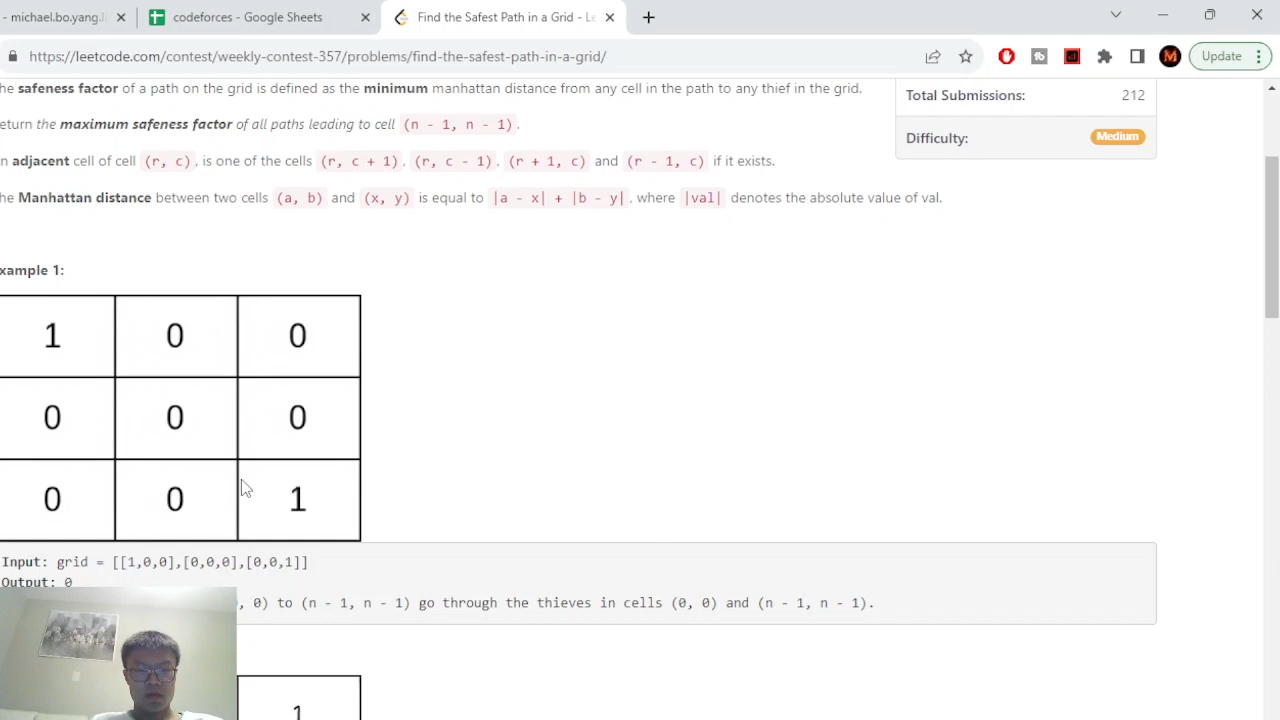 - michael.bo.yang.Ji
codeforces - Google Sheets
Find the Safest Path in a Grid - Le
Update
https://leetcode.com/contest/weekly-contest-357/problems/find-the-safest-path-in-a-grid/
he safeness factor of a path on the grid is defined as the minimum manhattan distance from any cell in the path to any thief in the grid.
eturn the maximum safeness factor of all paths leading to cell (n - 1, n - 1).
n adjacent cell of cell (r, c), is one of the cells (r, c + 1), (r, c - 1), (r + 1, c) and (r - 1, c) if it exists.
he Manhattan distance between two cells (a, b) and (x, y) is equal to |a - x| + |b - y|, where |val| denotes the absolute value of val.
Total Submissions: 212
Difficulty: Medium
xample 1:
1 0 0
0 0 0
0 0 1
Input: grid = [[1,0,0],[0,0,0],[0,0,1]]
Output: 0
0) to (n - 1, n - 1) go through the thieves in cells (0, 0) and (n - 1, n - 1).
1